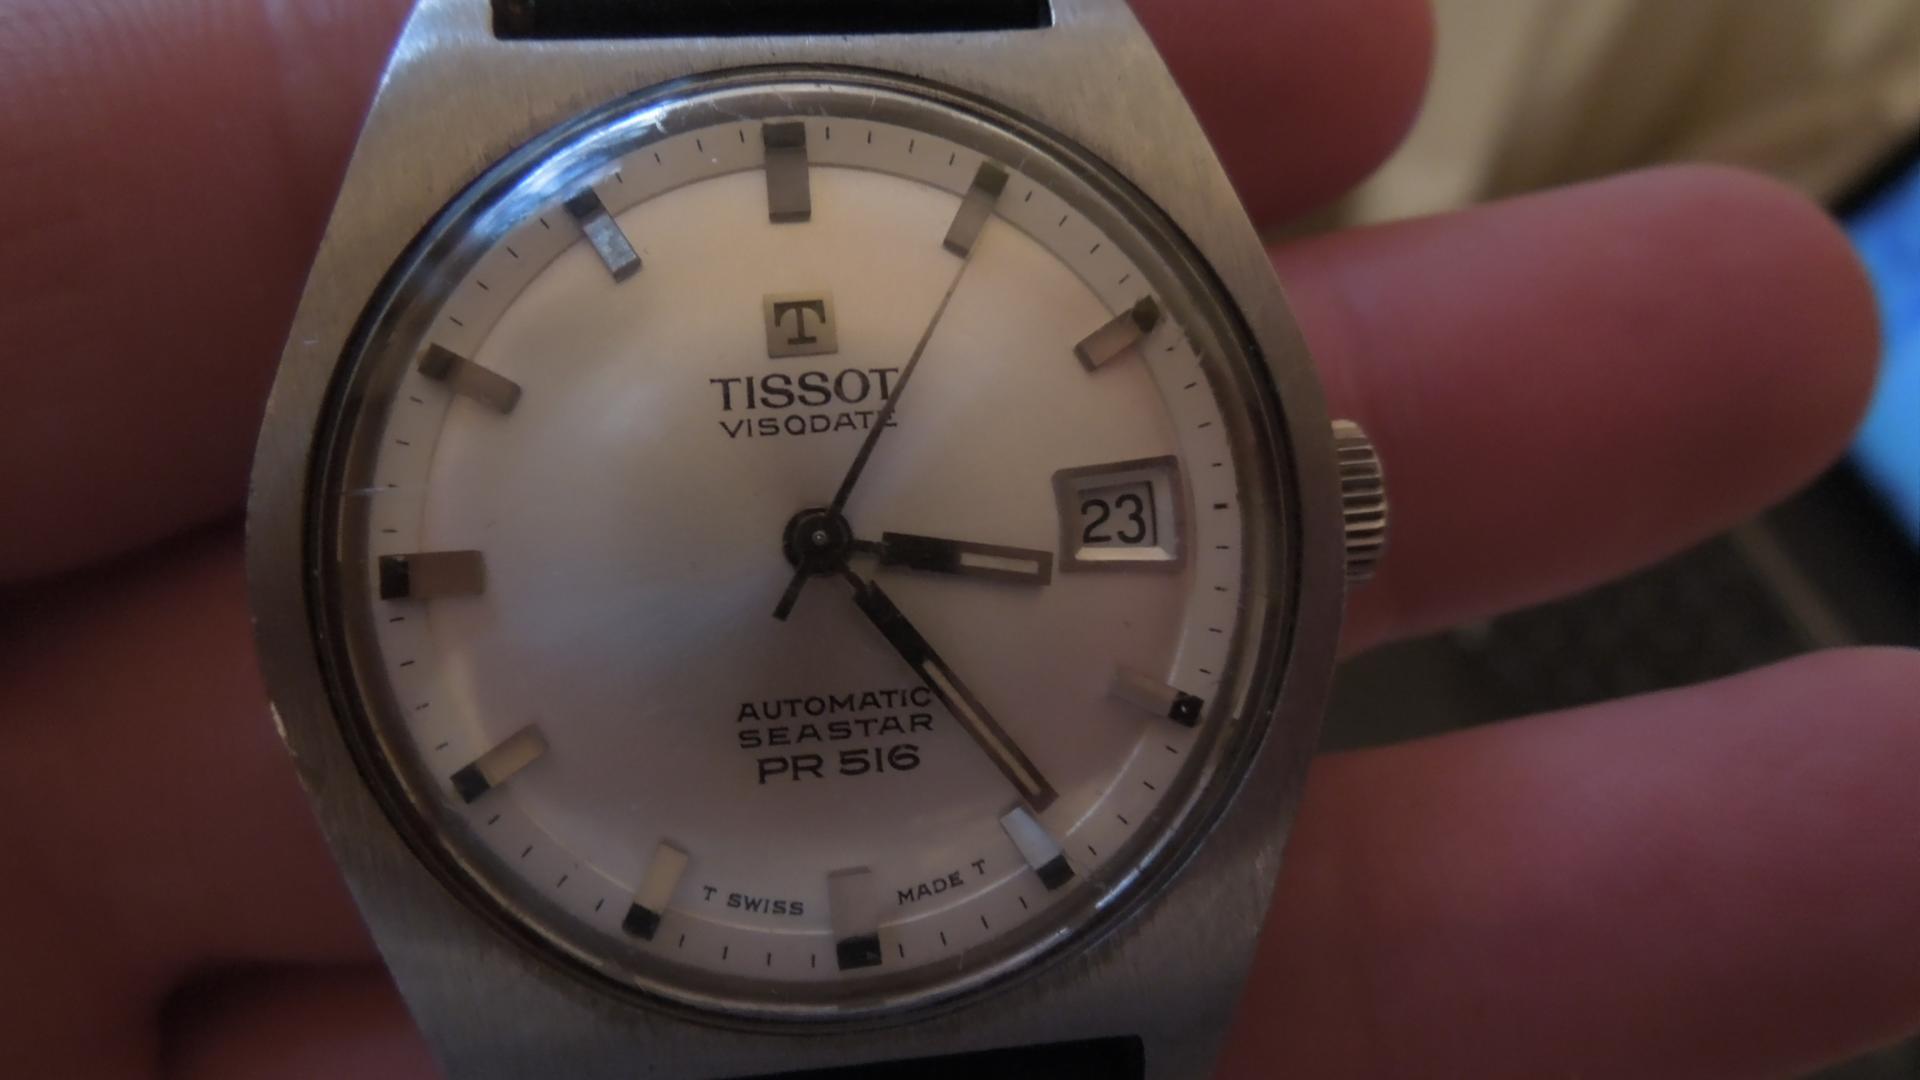 T
TISSOT
VISODATE
23
AUTOMATIC
SEASTAR
PR 516
T SWISS MADE T